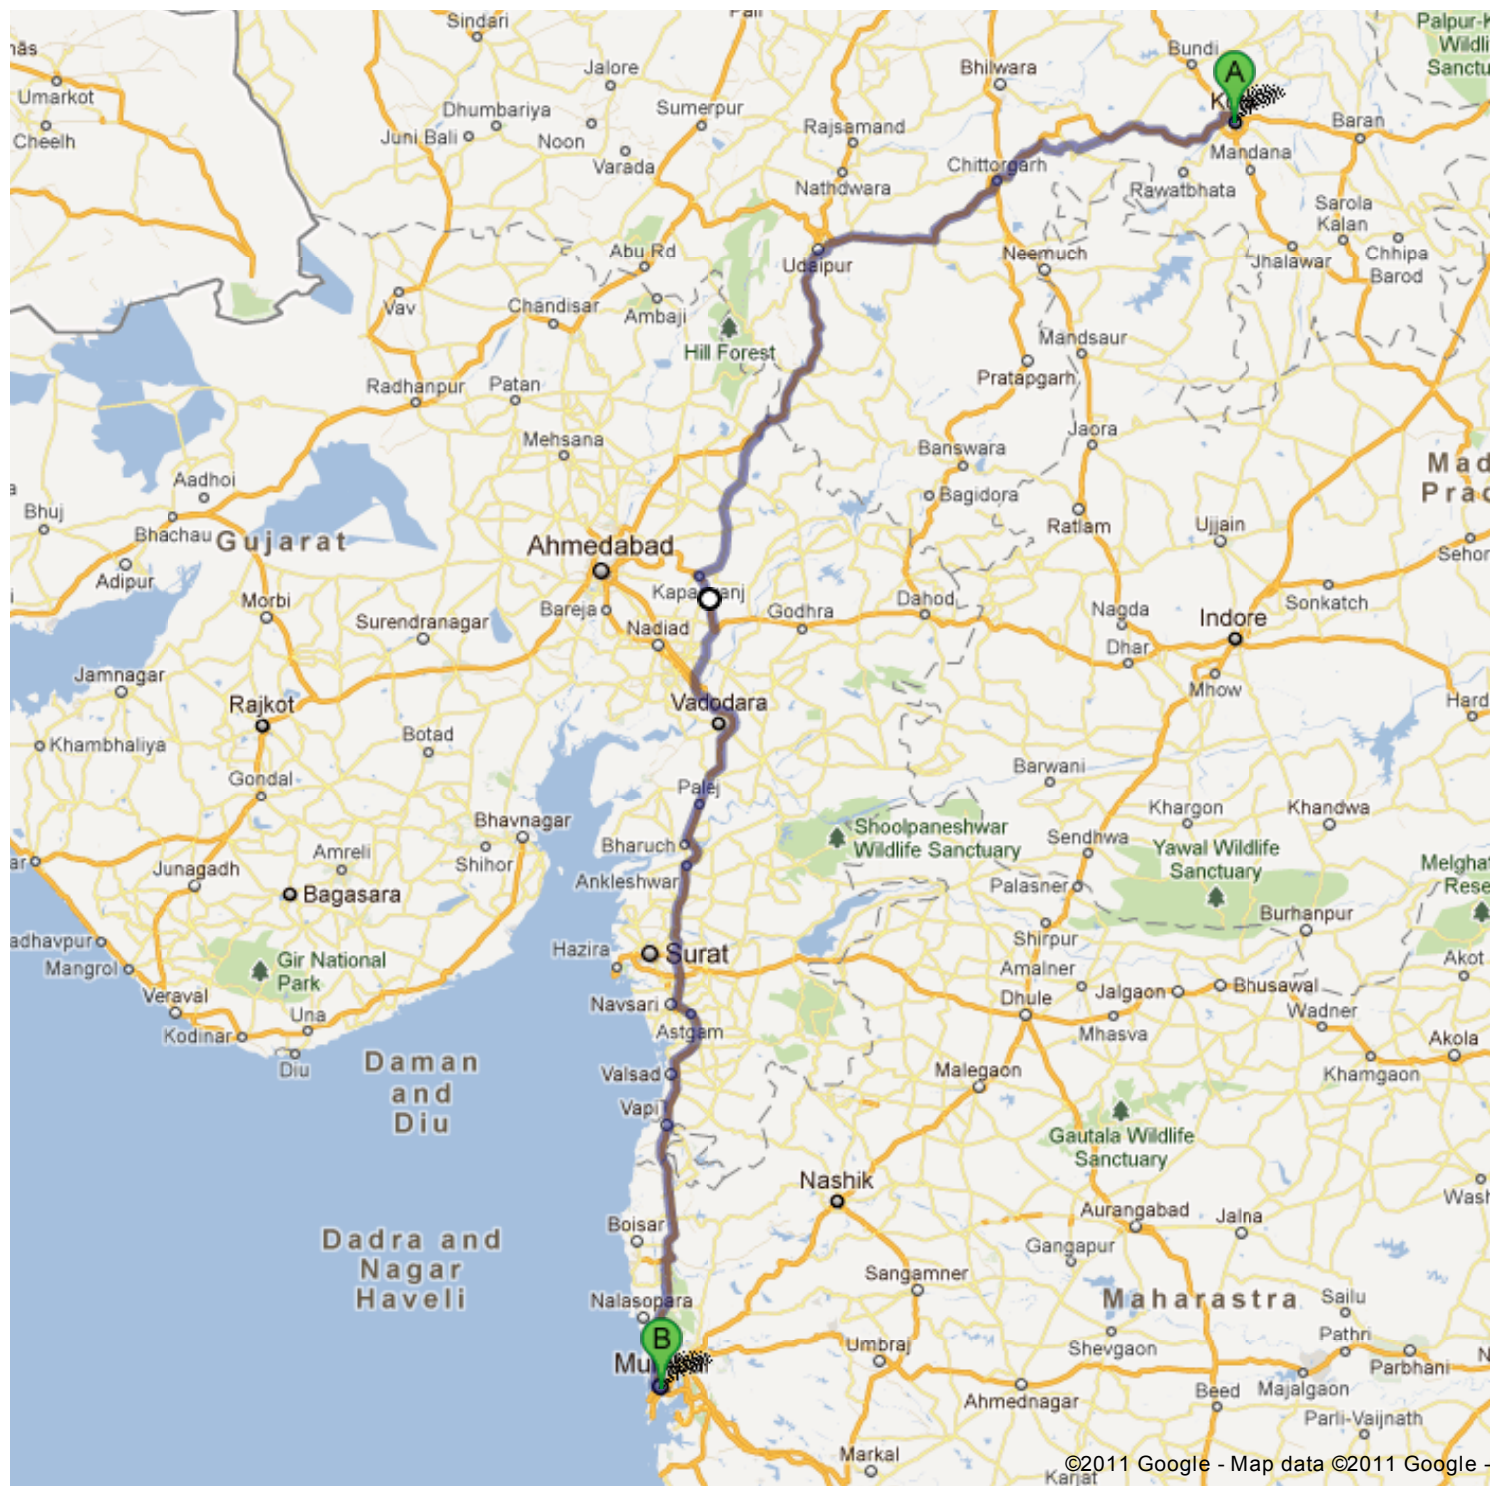 Sindari
Pali
Bundi
Palpur-K
Wildli
Sanctu
A
Jalore
Bhilwara
Umarkot
Dhumbariya
Sumerpur
Cheelh
Juni Bali
Noon
Rajsamand
Baran
Varada
Chittorgarh
Mandana
Nathdwara
Rawatbhata
Sarola
Kalan
Abu Rd
Udaipur
Neemuch
Jhalawar
Chhipa
Barod
Vav
Chandisar
Ambaji
Mandsaur
Hill Forest
Radhanpur
Patan
Pratapgarh
Mehsana
Jaora
Banswara
Mad
Prad
Aadhoi
Bagidora
Bhuj
Bhachau
Gujarat
Ratlam
Ujjain
Ahmedabad
Sehor
Adipur
Morbi
Bareja
Godhra
Dahod
Nagda
Sonkatch
Surendranagar
Nadiad
Indore
Dhar
Jamnagar
Mhow
Rajkot
Vadodara
Hard
Khambhaliya
Botad
Gondal
Palej
Barwani
Khargon
Khandwa
Bhavnagar
Shoolpaneshwar
Wildlife Sanctuary
Sendhwa
Yawal Wildlife
Sanctuary
Bharuch
Amreli
Shihor
Junagadh
Ankleshwar
Palasner
Melghat
Rese
Bagasara
Burhanpur
adhavpur
Hazira
Surat
Shirpur
Gir National
Park
Mangrol
Amalner
Akot
Veraval
Navsari
Dhule
Jalgaon
Bhusawal
Una
Kodinar
Astgam
Mhasva
Wadner
Akola
Diu
Daman
and
Diu
Valsad
Malegaon
Khamgaon
Vapi
Gautala Wildlife
Sanctuary
Nashik
Wash
Boisar
Aurangabad
Jalna
Dadra and
Nagar
Haveli
Gangapur
Sangamner
Nalasopara
Maharastra
Sailu
B
Umbraj
Shevgaon
Pathri
Parbhani
Ahmednagar
Beed
Majalgaon
Parli-Vaijnath
Markal
Karjat
©2011 Google - Map data ©2011 Google -